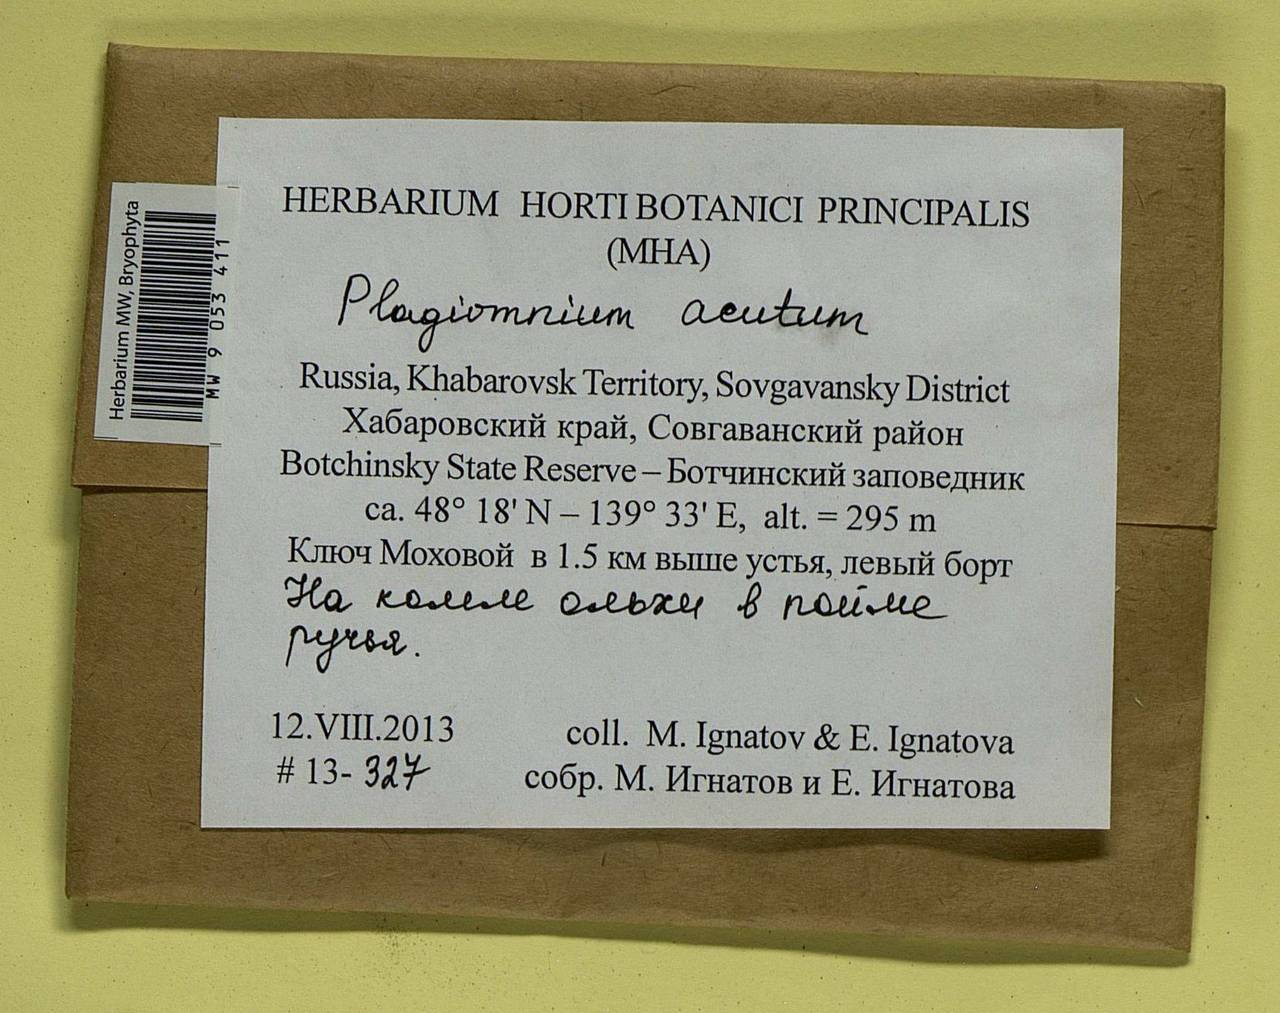 HERBARIUM HORTI BOTANICI PRINCIPALIS
(MHA)
Plagiomnium acutum
Russia, Khabarovsk Territory, Sovgavansky District
Хабаровский край, Совгаванский район
Botchinsky State Reserve – Ботчинский заповедник
ca. 48° 18' N – 139° 33' E, alt. = 295 m
Ключ Моховой в 1.5 км выше устья, левый борт
На комле ольхи в пойме
ручья.
12.VIII.2013 coll. M. Ignatov & E. Ignatova
# 13-327 собр. М. Игнатов и Е. Игнатова
Herbarium MW, Bryophyta
MW 9 053 411